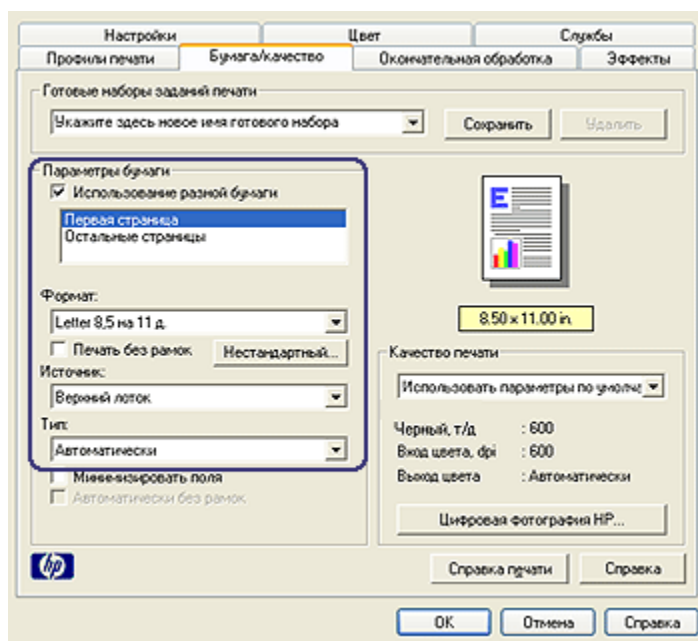 Настройки Цвет Службы
Профили печати Бумага/качество Окончательная обработка Эффекты
Готовые наборы заданий печати
Укажите здесь новое имя готового набора Сохранить Удалить
Параметры бумаги
Использование разной бумаги
Первая страница
Остальные страницы
E
Формат:
Letter 8,5 на 11 д.
8.50 x 11.00 in.
Печать без рамок Нестандартный...
Качество печати
Источник:
Использовать параметры по умолча
Верхний лоток
Тип:
Черный, т/д : 600
Автоматически
Вход цвета, dpi : 600
Минимизировать поля
Выход цвета : Автоматически
Автоматически без рамок
Цифровая фотография HP...
hp
Справка печати Справка
OK Отмена Справка